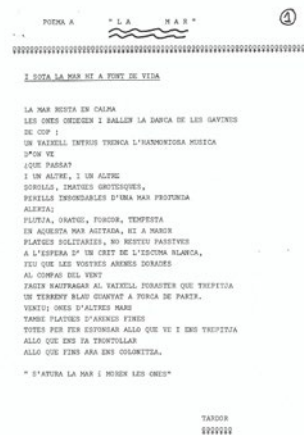 1
POEMA A " L A M A R "
I SOTA LA MAR HI A FONT DE VIDA
LA MAR RESTA EN CALMA
LES ONES ONDEGEN I BALLEN LA DANÇA DE LES GAVINES
DE COP ;
UN VAIXELL INTRUS TRENCA L'HARMONIOSA MUSICA
D"ON VE
¿QUE PASSA?
I UN ALTRE, I UN ALTRE
SOROLLS, IMATGES GROTESQUES,
PERILLS INSONDABLES D'UNA MAR PROFUNDA
ALERTA;
PLUTJA, ORATGE, FOSCOR, TEMPESTA
EN AQUESTA MAR AGITADA, HI A MAROR
PLATGES SOLITARIES, NO RESTEU PASSIVES
A L'ESPERA D" UN CRIT DE L'ESCUMA BLANCA,
FEU QUE LES VOSTRES ARENES DORADES
AL COMPAS DEL VENT
FAGIN NAUFRAGAR AL VAIXELL FORASTER QUE TREPITJA
UN TERRENY BLAU GUANYAT A FORÇA DE PARIR.
VENIU; ONES D'ALTRES MARS
TAMBE PLATGES D'ARENES FINES
TOTES PER FER ESFONSAR ALLO QUE VE I ENS TREPITJA
ALLO QUE ENS FA TRONTOLLAR
ALLO QUE FINS ARA ENS COLONITZA.
" S'ATURA LA MAR I MOREN LES ONES"
TARDOR